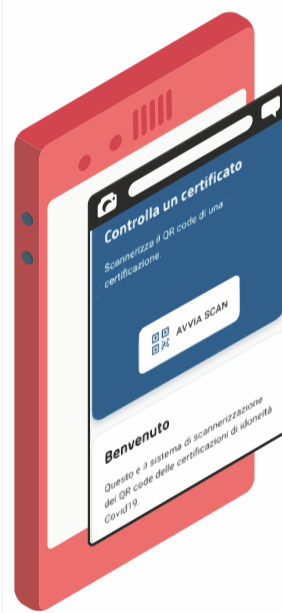 Controlla un certificato
Scannerizza il QR code di una
certificazione.
AVVIA SCAN
Benvenuto
Questo è il sistema di scannerizzazione
dei QR code delle certificazioni di idoneità
Covid19.